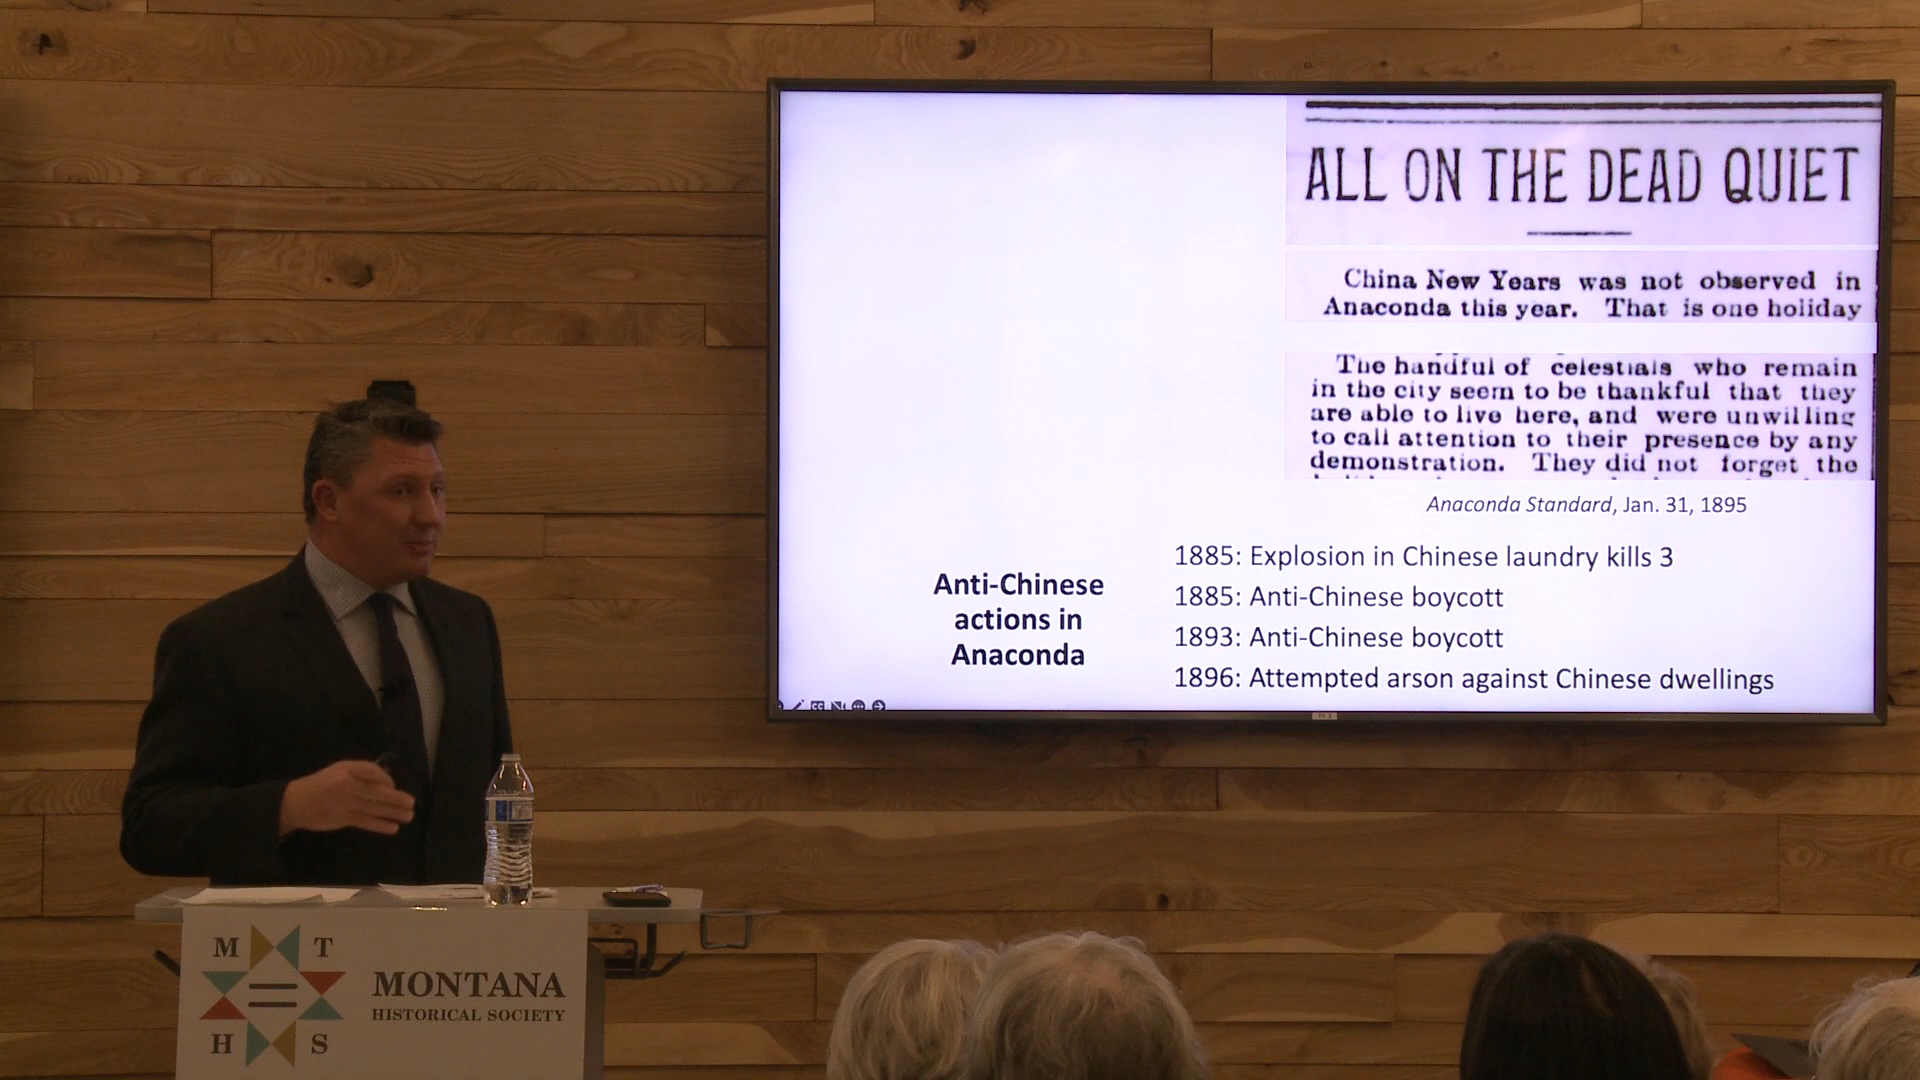 ALL ON THE DEAD QUIET
China New Years was not observed in
Anaconda this year. That is one holiday
The handful of celestials who remain
in the city seem to be thankful that they
are able to live here, and were unwilling
to call attention to their presence by any
demonstration. They did not forget the
Anaconda Standard, Jan. 31, 1895
Anti-Chinese
actions in
Anaconda
1885: Explosion in Chinese laundry kills 3
1885: Anti-Chinese boycott
1893: Anti-Chinese boycott
1896: Attempted arson against Chinese dwellings
M T
H S
MONTANA
HISTORICAL SOCIETY